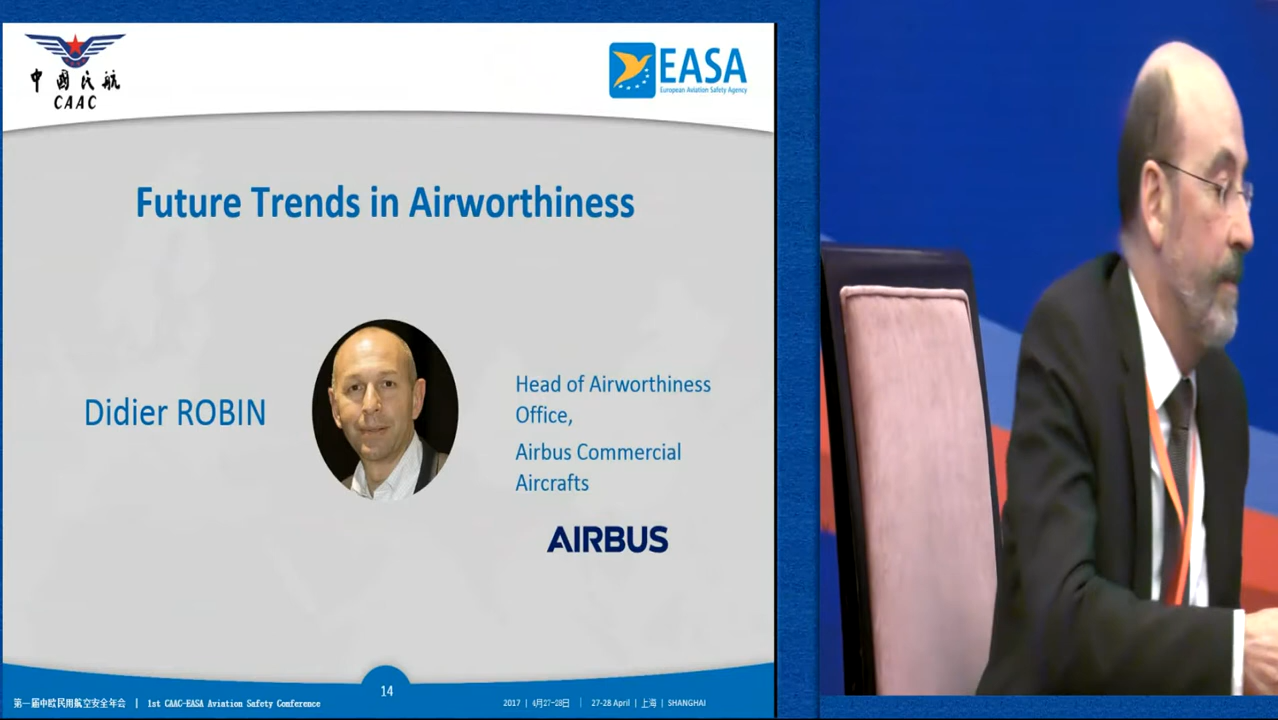 中國民航
CAAC
EASA
European Aviation Safety Agency
Future Trends in Airworthiness
Didier ROBIN
Head of Airworthiness
Office,
Airbus Commercial
Aircrafts
AIRBUS
14
第一届中欧民用航空安全年会 | 1st CAAC-EASA Aviation Safety Conference
2017 | 4月27-28日 | 27-28 April | 上海 | SHANGHAI